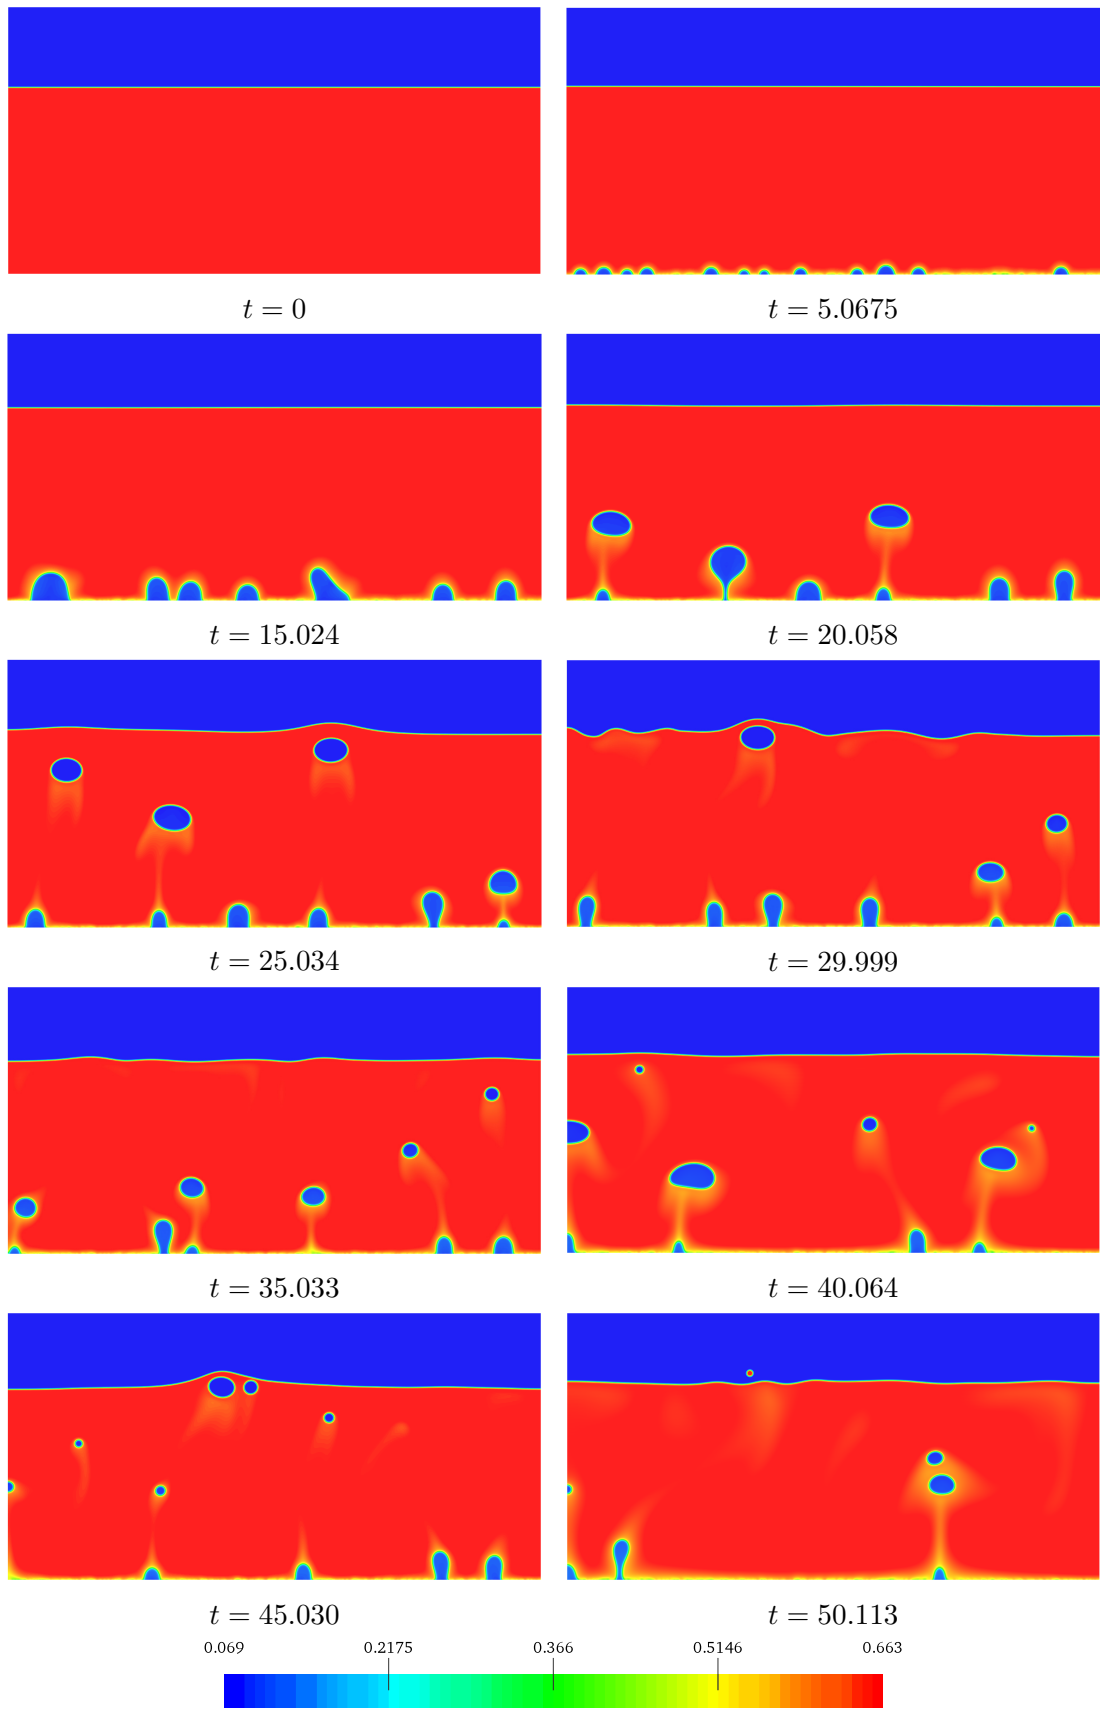 t = 0
t = 5.0675
t = 15.024
t = 20.058
t = 25.034
t = 29.999
t = 35.033
t = 40.064
t = 45.030
t = 50.113
0.069 0.2175 0.366 0.5146 0.663